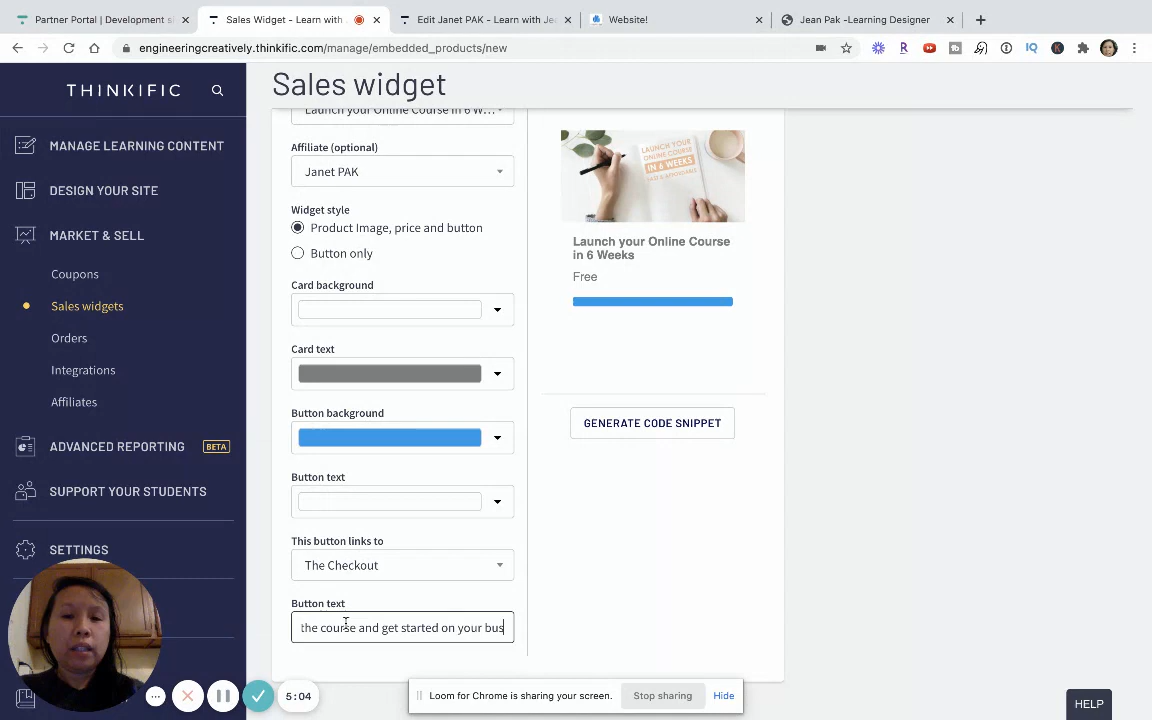 Partner Portal | Development si
Sales Widget - Learn with
Edit Janet PAK - Learn with Jea
Website!
Jean Pak -Learning Designer
engineeringcreatively.thinkific.com/manage/embedded_products/new
THINKIFIC
Sales widget
MANAGE LEARNING CONTENT
DESIGN YOUR SITE
MARKET & SELL
Coupons
Sales widgets
Orders
Integrations
Affiliates
ADVANCED REPORTING BETA
SUPPORT YOUR STUDENTS
SETTINGS
Launch your Online Course in 6 W...
Affiliate (optional)
Janet PAK
Widget style
Product Image, price and button
Button only
Card background
Card text
Button background
Button text
This button links to
The Checkout
Button text
the course and get started on your bus
LAUNCH YOUR
ONLINE COURSE
IN 6 WEEKS
Launch your Online Course
in 6 Weeks
Free
GENERATE CODE SNIPPET
5:04
Loom for Chrome is sharing your screen.
Stop sharing
Hide
HELP